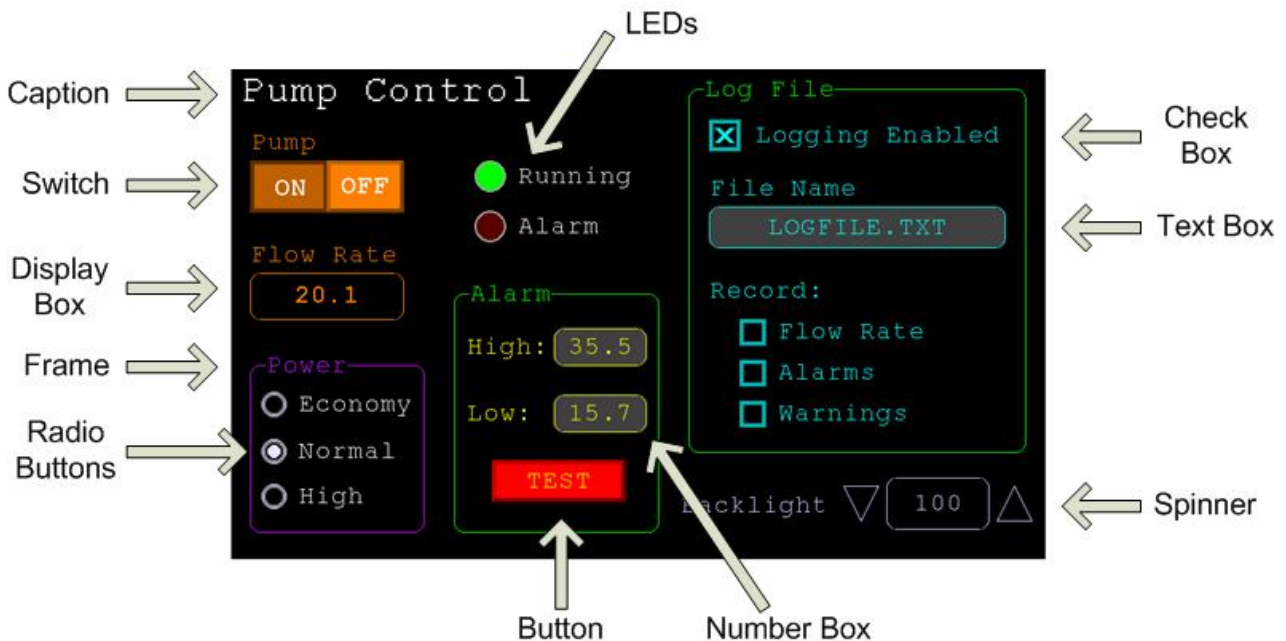 LEDs
Caption
Pump Control
Log File
Logging Enabled
Check
Box
Pump
Switch
ON
OFF
Running
File Name
LOGFILE.TXT
Text Box
Alarm
Display
Box
Flow Rate
20.1
Alarm
Record:
High: 35.5
Flow Rate
Frame
Power
Economy
Alarms
Low: 15.7
Warnings
Radio
Buttons
Normal
TEST
High
Backlight
100
Spinner
Button
Number Box